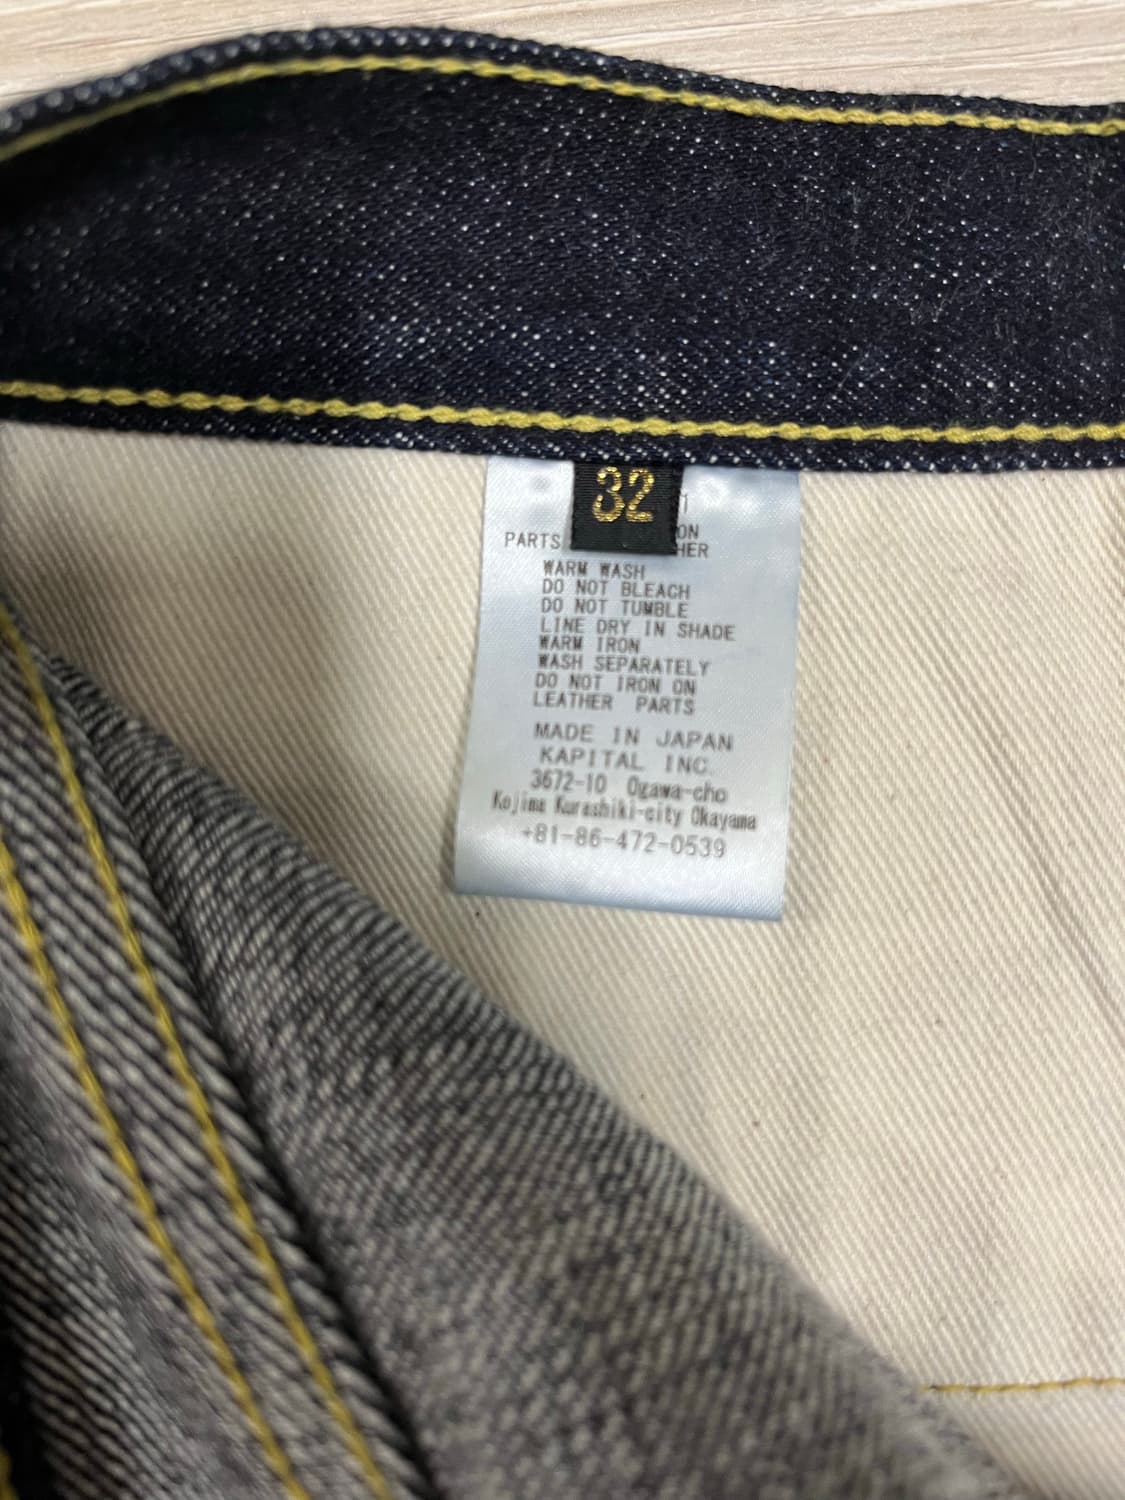 32
PARTS
WARM WASH
DO NOT BLEACH
DO NOT TUMBLE
LINE DRY IN SHADE
WARM IRON
WASH SEPARATELY
DO NOT IRON ON
LEATHER PARTS
MADE IN JAPAN
KAPITAL INC.
3672-10 Ogawa-cho
Kojima Kurashiki-city Okayama
+81-86-472-0539